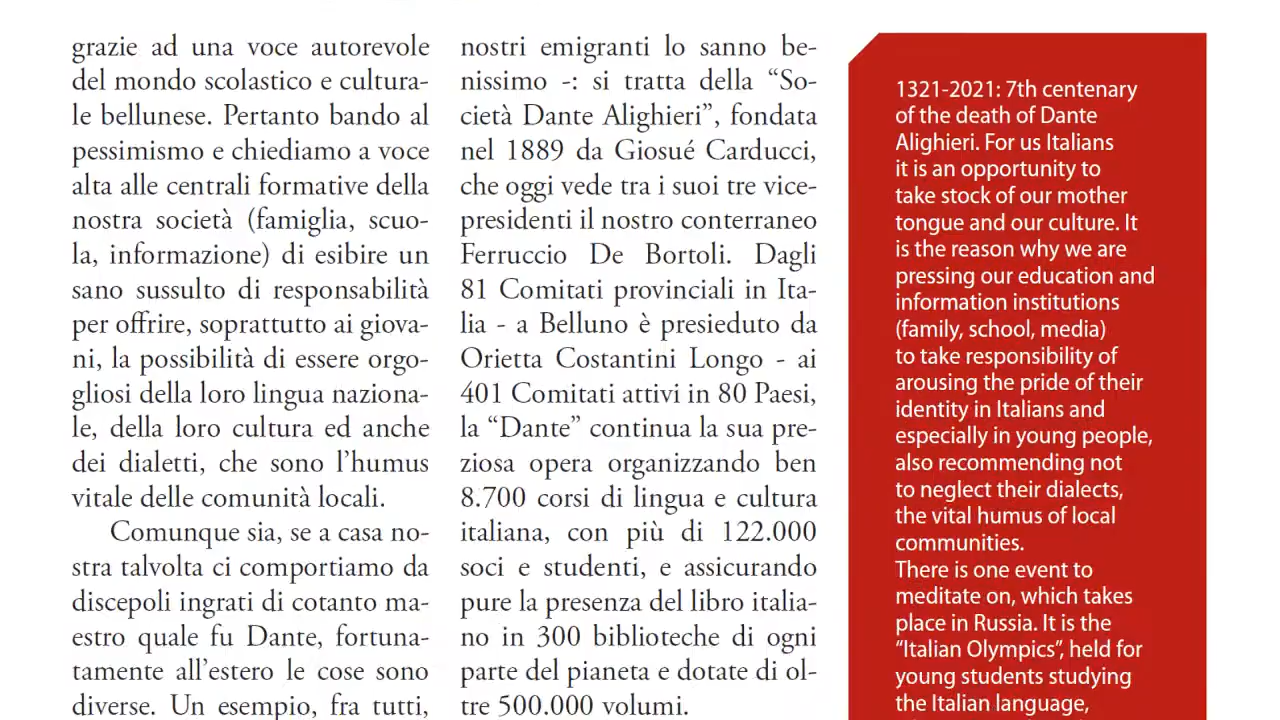 grazie ad una voce autorevole
del mondo scolastico e cultura-
le bellunese. Pertanto bando al
pessimismo e chiediamo a voce
alta alle centrali formative della
nostra società (famiglia, scuo-
la, informazione) di esibire un
sano sussulto di responsabilità
per offrire, soprattutto ai giova-
ni, la possibilità di essere orgo-
gliosi della loro lingua naziona-
le, della loro cultura ed anche
dei dialetti, che sono l’humus
vitale delle comunità locali.
Comunque sia, se a casa no-
stra talvolta ci comportiamo da
discepoli ingrati di cotanto ma-
estro quale fu Dante, fortuna-
tamente all’estero le cose sono
diverse. Un esempio, fra tutti,
nostri emigranti lo sanno be-
nissimo -: si tratta della “So-
cietà Dante Alighieri”, fondata
nel 1889 da Giosué Carducci,
che oggi vede tra i suoi tre vice-
presidenti il nostro conterraneo
Ferruccio De Bortoli. Dagli
81 Comitati provinciali in Ita-
lia - a Belluno è presieduto da
Orietta Costantini Longo - ai
401 Comitati attivi in 80 Paesi,
la “Dante” continua la sua pre-
ziosa opera organizzando ben
8.700 corsi di lingua e cultura
italiana, con più di 122.000
soci e studenti, e assicurando
pure la presenza del libro italia-
no in 300 biblioteche di ogni
parte del pianeta e dotate di ol-
tre 500.000 volumi.
1321-2021: 7th centenary
of the death of Dante
Alighieri. For us Italians
it is an opportunity to
take stock of our mother
tongue and our culture. It
is the reason why we are
pressing our education and
information institutions
(family, school, media)
to take responsibility of
arousing the pride of their
identity in Italians and
especially in young people,
also recommending not
to neglect their dialects,
the vital humus of local
communities.
There is one event to
meditate on, which takes
place in Russia. It is the
“Italian Olympics”, held for
young students studying
the Italian language,